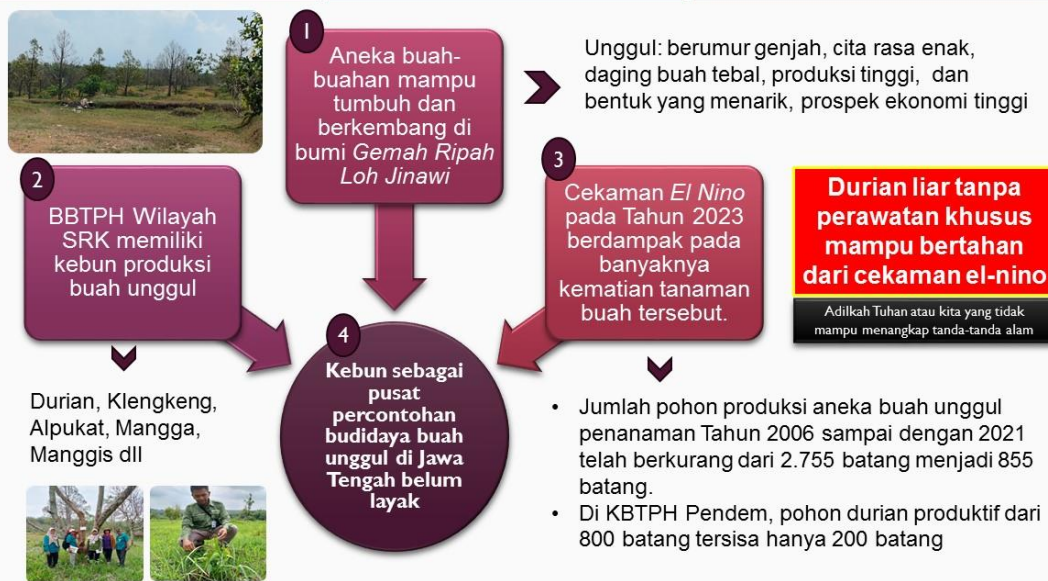 1
Aneka buah-
buahan mampu
tumbuh dan
berkembang di
bumi Gemah Ripah
Loh Jinawi
Unggul: berumur genjah, cita rasa enak,
daging buah tebal, produksi tinggi, dan
bentuk yang menarik, prospek ekonomi tinggi
2
BBTPH Wilayah
SRK memiliki
kebun produksi
buah unggul
3
Cekaman El Nino
pada Tahun 2023
berdampak pada
banyaknya
kematian tanaman
buah tersebut.
Durian liar tanpa
perawatan khusus
mampu bertahan
dari cekaman el-nino
Adilkah Tuhan atau kita yang tidak
mampu menangkap tanda-tanda alam
4
Kebun sebagai
pusat
percontohan
budidaya buah
unggul di Jawa
Tengah belum
layak
Durian, Klengkeng,
Alpukat, Mangga,
Manggis dll
• Jumlah pohon produksi aneka buah unggul
penanaman Tahun 2006 sampai dengan 2021
telah berkurang dari 2.755 batang menjadi 855
batang.
• Di KBTPH Pendem, pohon durian produktif dari
800 batang tersisa hanya 200 batang